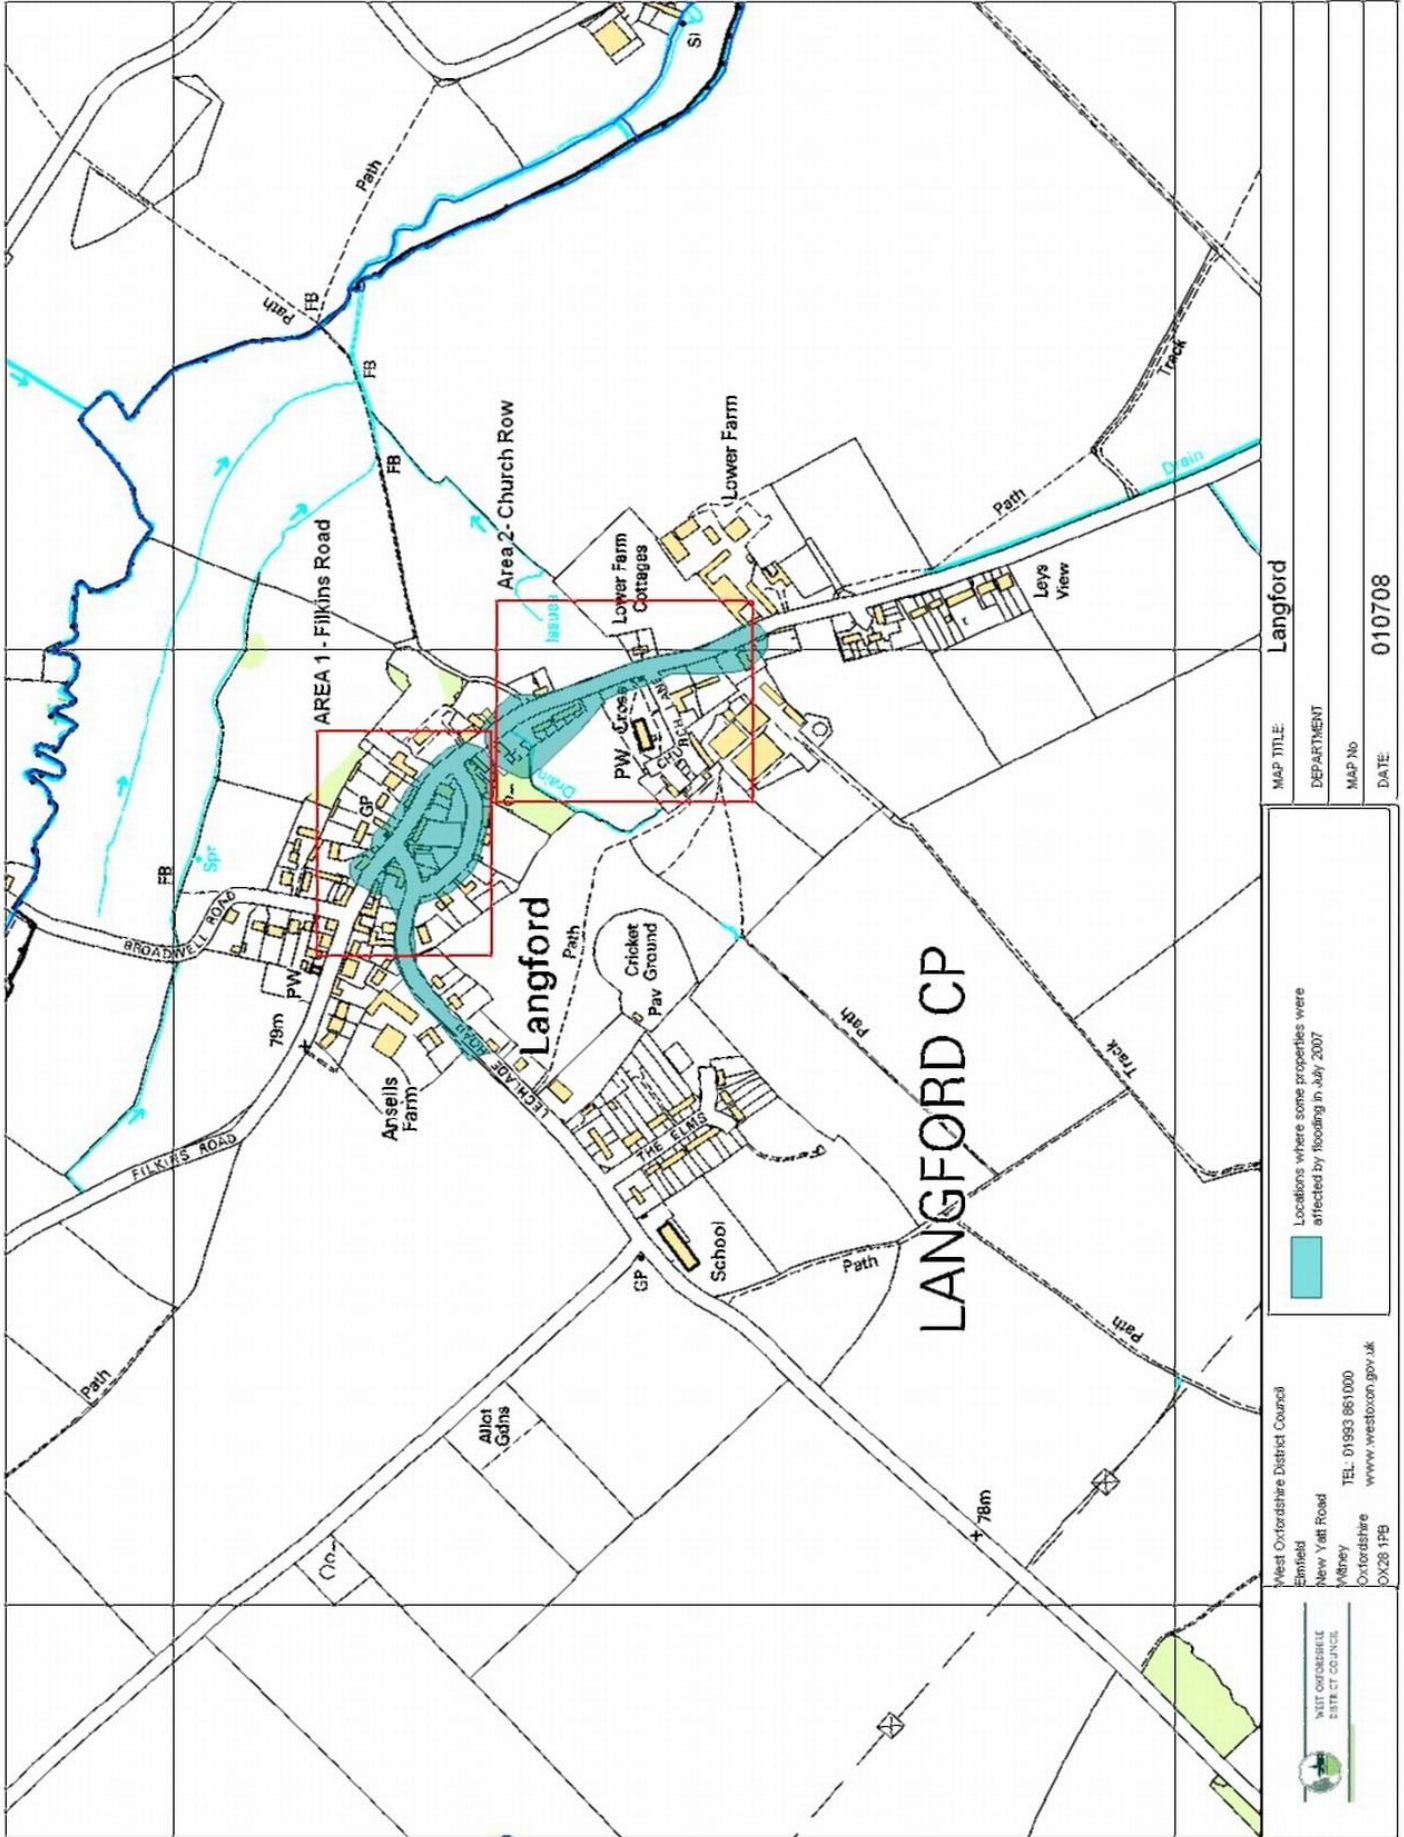 Path
Path
Path
FB
FB
FB
FB
Spr
SI
BROADWELL ROAD
FILKINS ROAD
79m
PW
GP
AREA 1 - Filkins Road
Area 2 - Church Row
Issues
Lower Farm
Cottages
Lower Farm
PW
Cross
Drain
Ansells
Farm
LECHLADE ROAD
Langford
Path
Cricket
Ground
Pav
THE ELMS
School
GP
Allot
Gdns
Leys
View
Path
Drain
Track
Path
Track
Path
Path
LANGFORD CP
78m
WEST OXFORDSHIRE
DISTRICT COUNCIL
West Oxfordshire District Council
Elmfield
New Yatt Road
Witney
Oxfordshire
OX28 1PB
TEL: 01993 861000
www.westoxon.gov.uk
Locations where some properties were
affected by flooding in July 2007
MAP TITLE: Langford
DEPARTMENT
MAP No
DATE: 010708